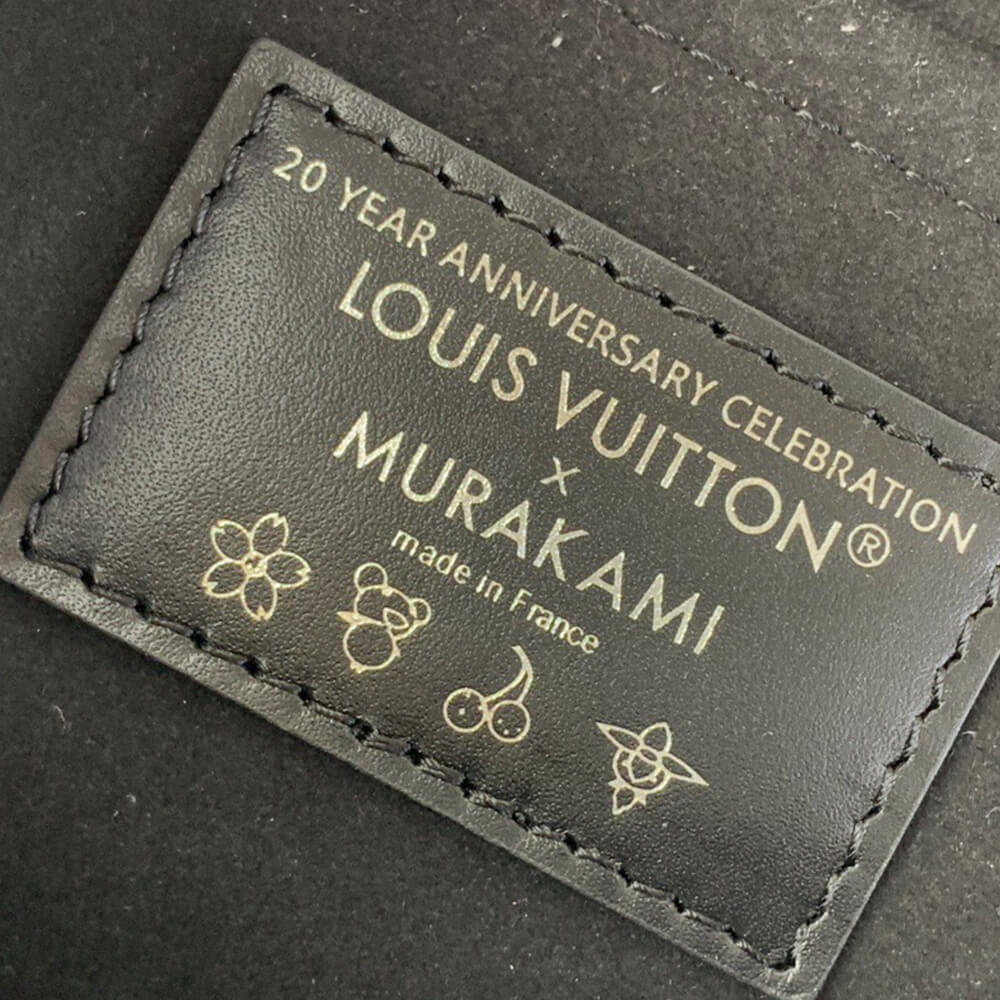 20 YEAR ANNIVERSARY CELEBRATION
LOUIS VUITTON®
x
MURAKAMI
made in France